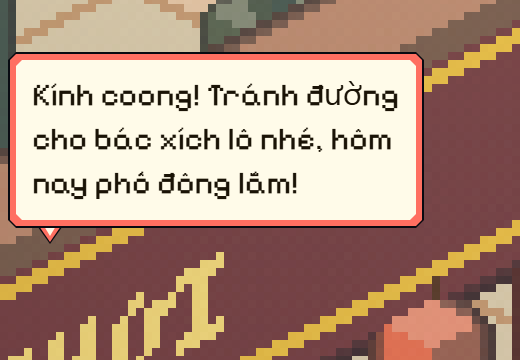 Kính coong! Tránh đường
cho bác xích lô nhé, hôm
nay phố đông lắm!